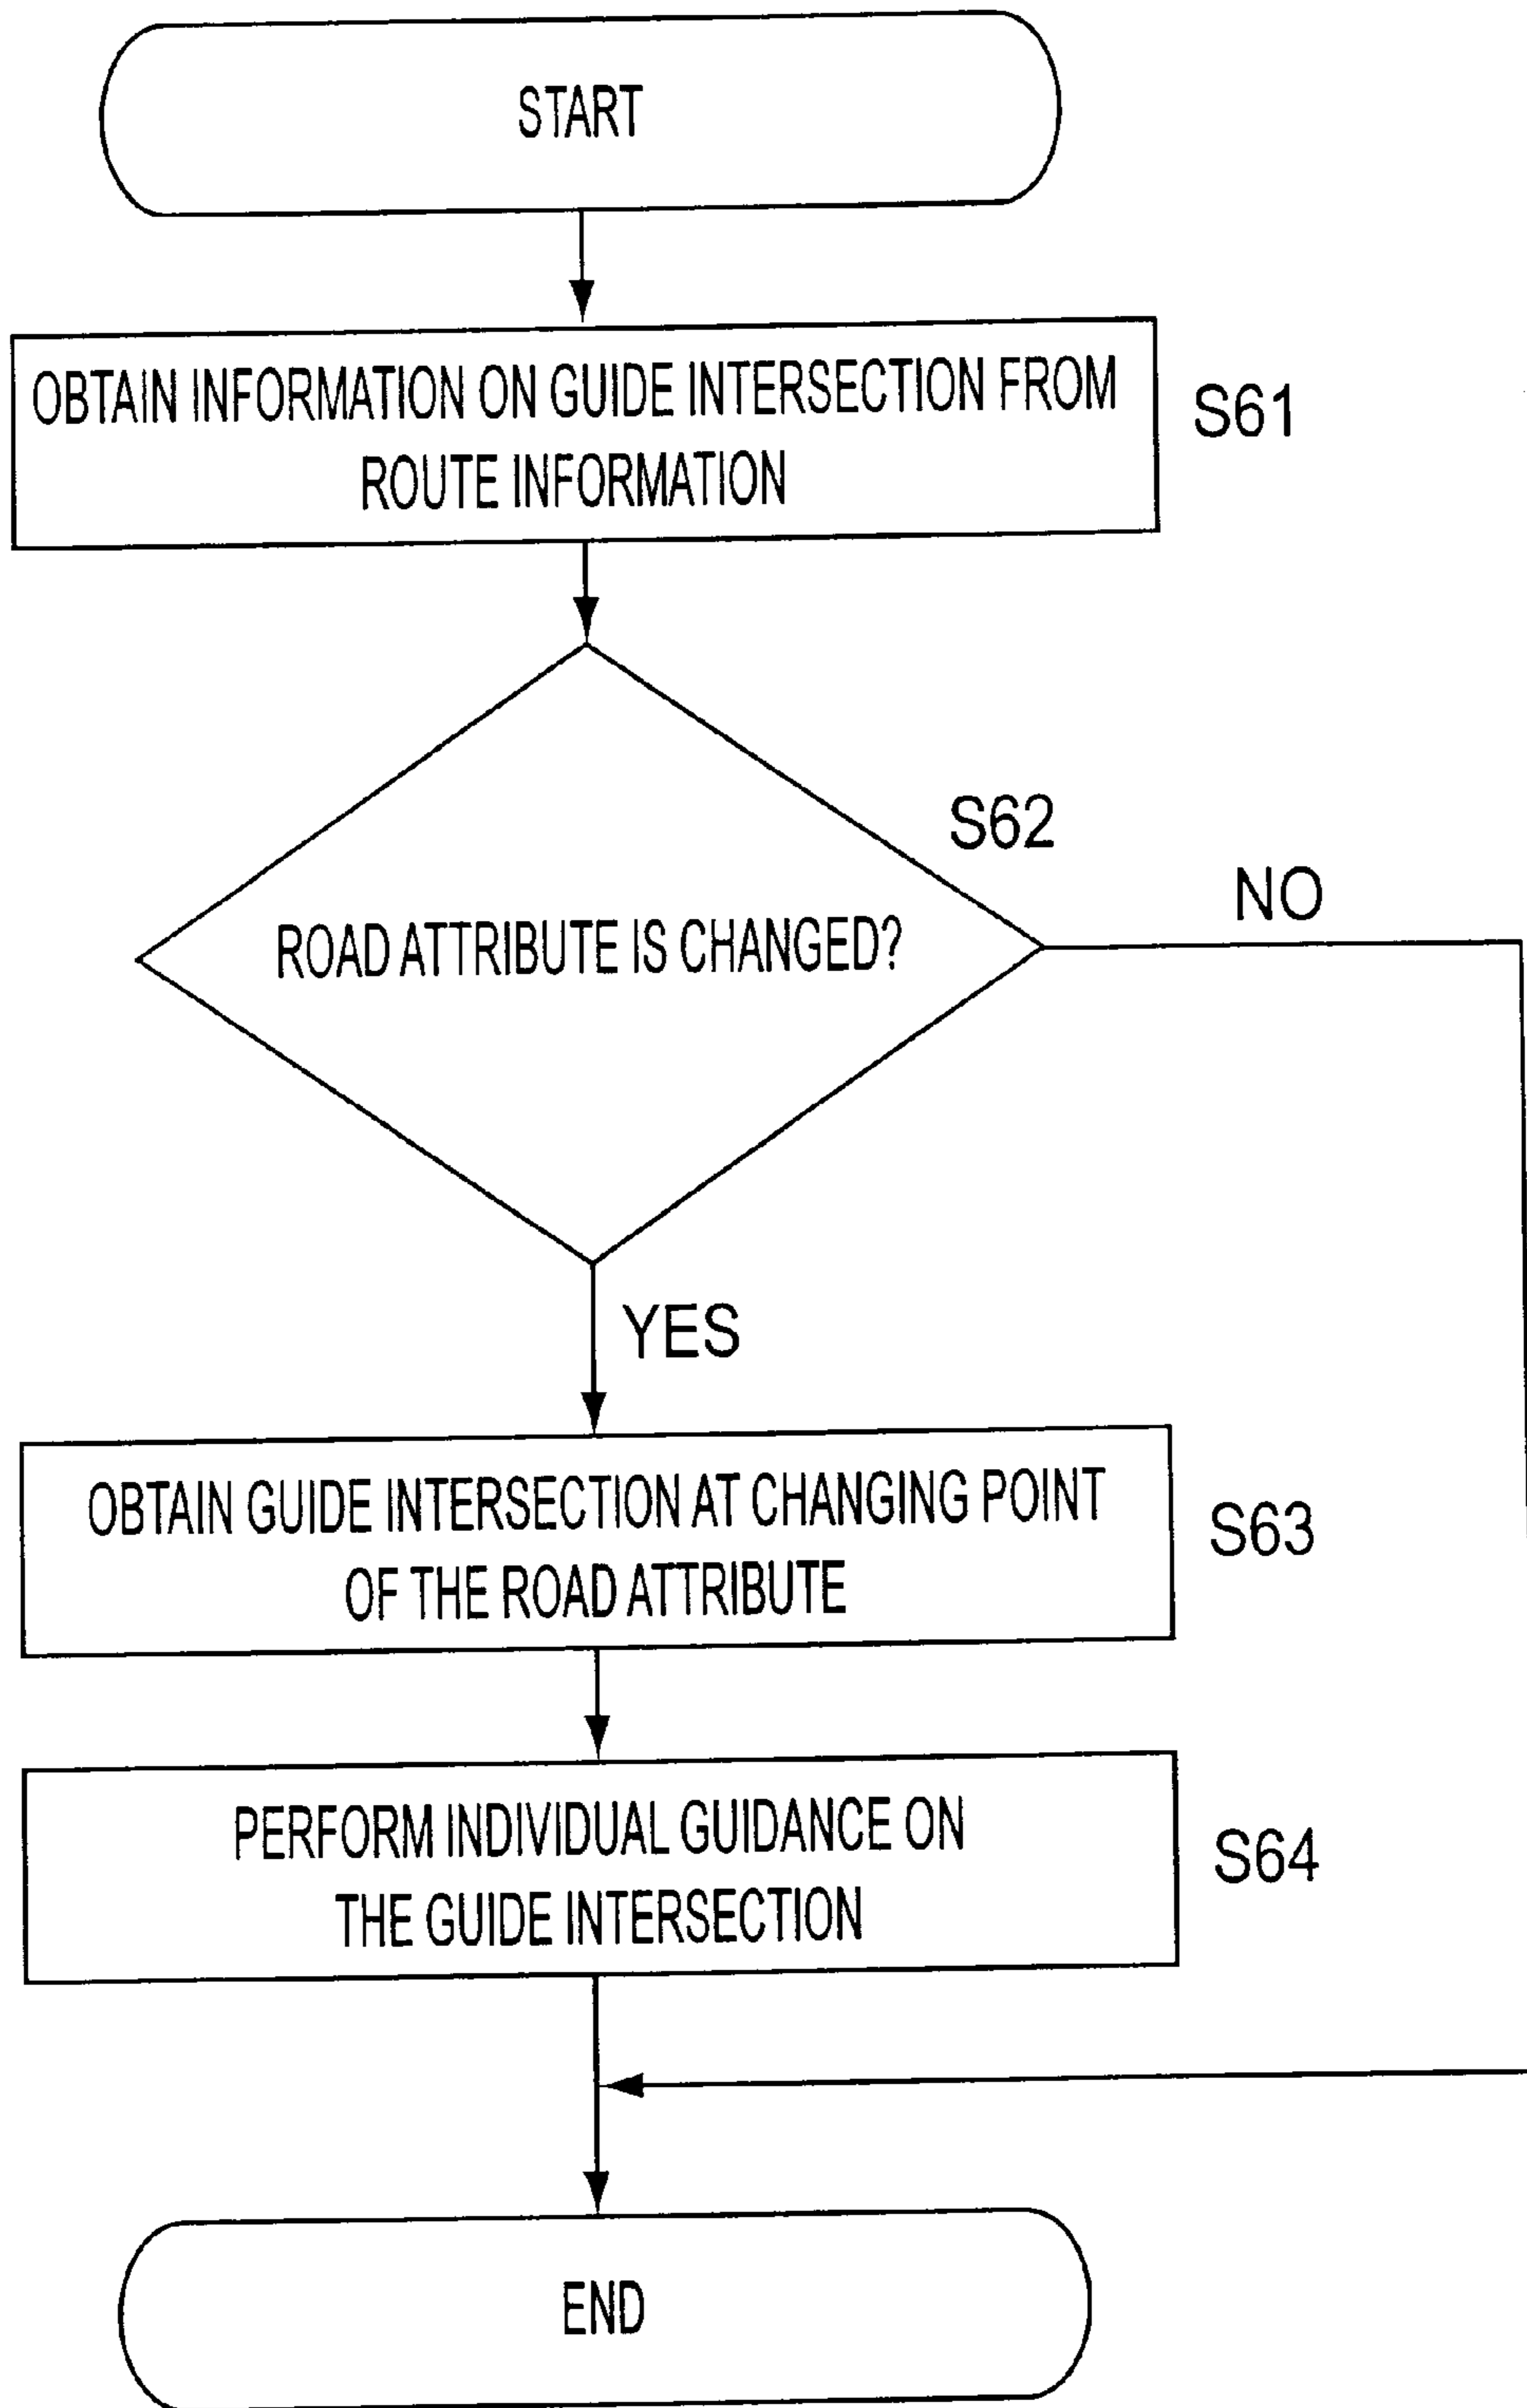 START
OBTAIN INFORMATION ON GUIDE INTERSECTION FROM
ROUTE INFORMATION
S61
S62
NO
ROAD ATTRIBUTE IS CHANGED?
YES
OBTAIN GUIDE INTERSECTION AT CHANGING POINT
OF THE ROAD ATTRIBUTE
S63
PERFORM INDIVIDUAL GUIDANCE ON
THE GUIDE INTERSECTION
S64
END